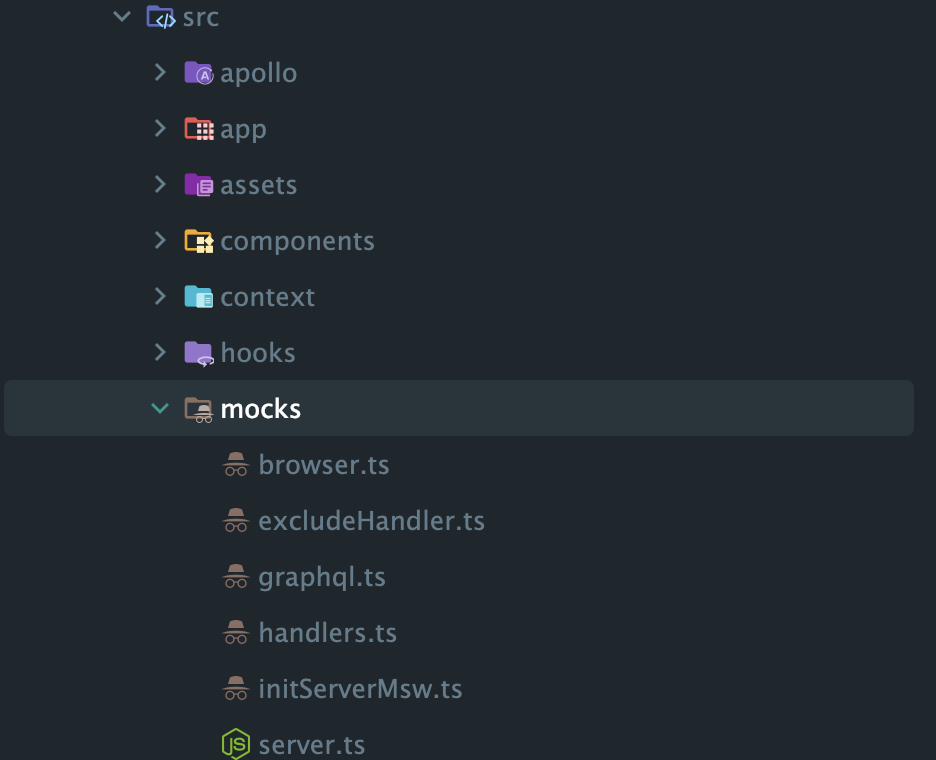 src
apollo
app
assets
components
context
hooks
mocks
browser.ts
excludeHandler.ts
graphql.ts
handlers.ts
initServerMsw.ts
server.ts